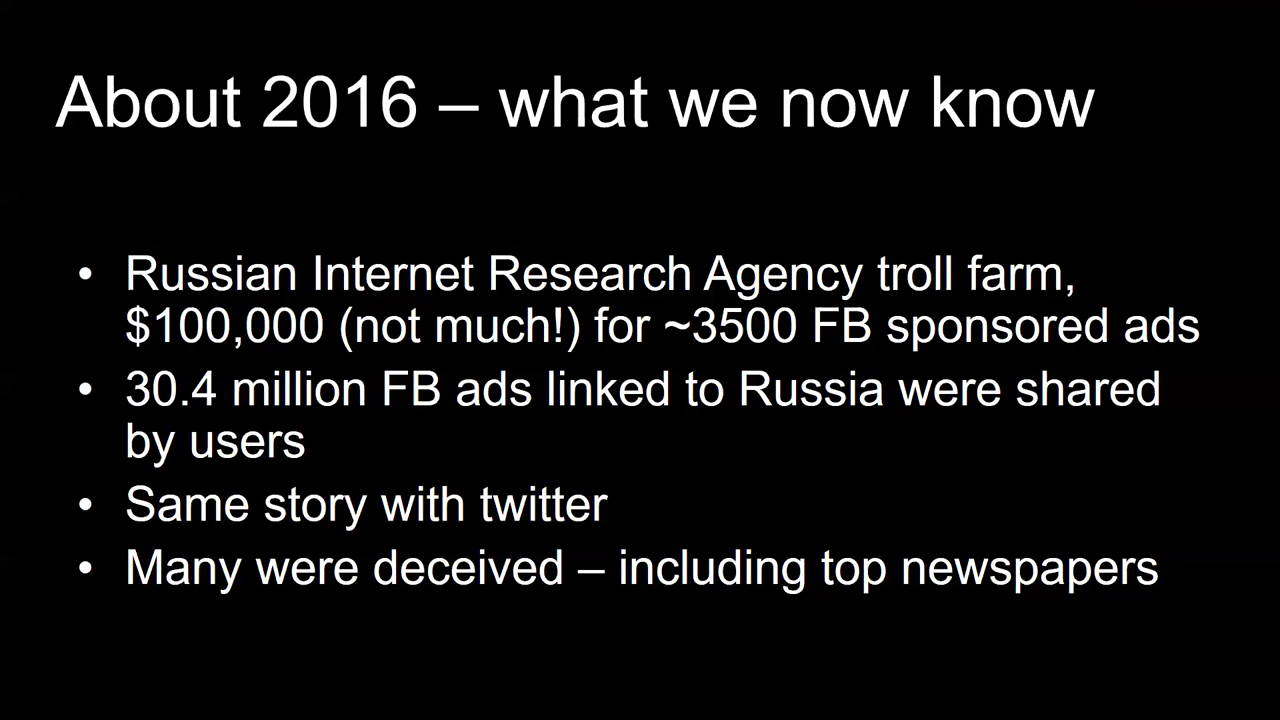 About 2016 – what we now know
• Russian Internet Research Agency troll farm,
$100,000 (not much!) for ~3500 FB sponsored ads
• 30.4 million FB ads linked to Russia were shared
by users
• Same story with twitter
• Many were deceived – including top newspapers